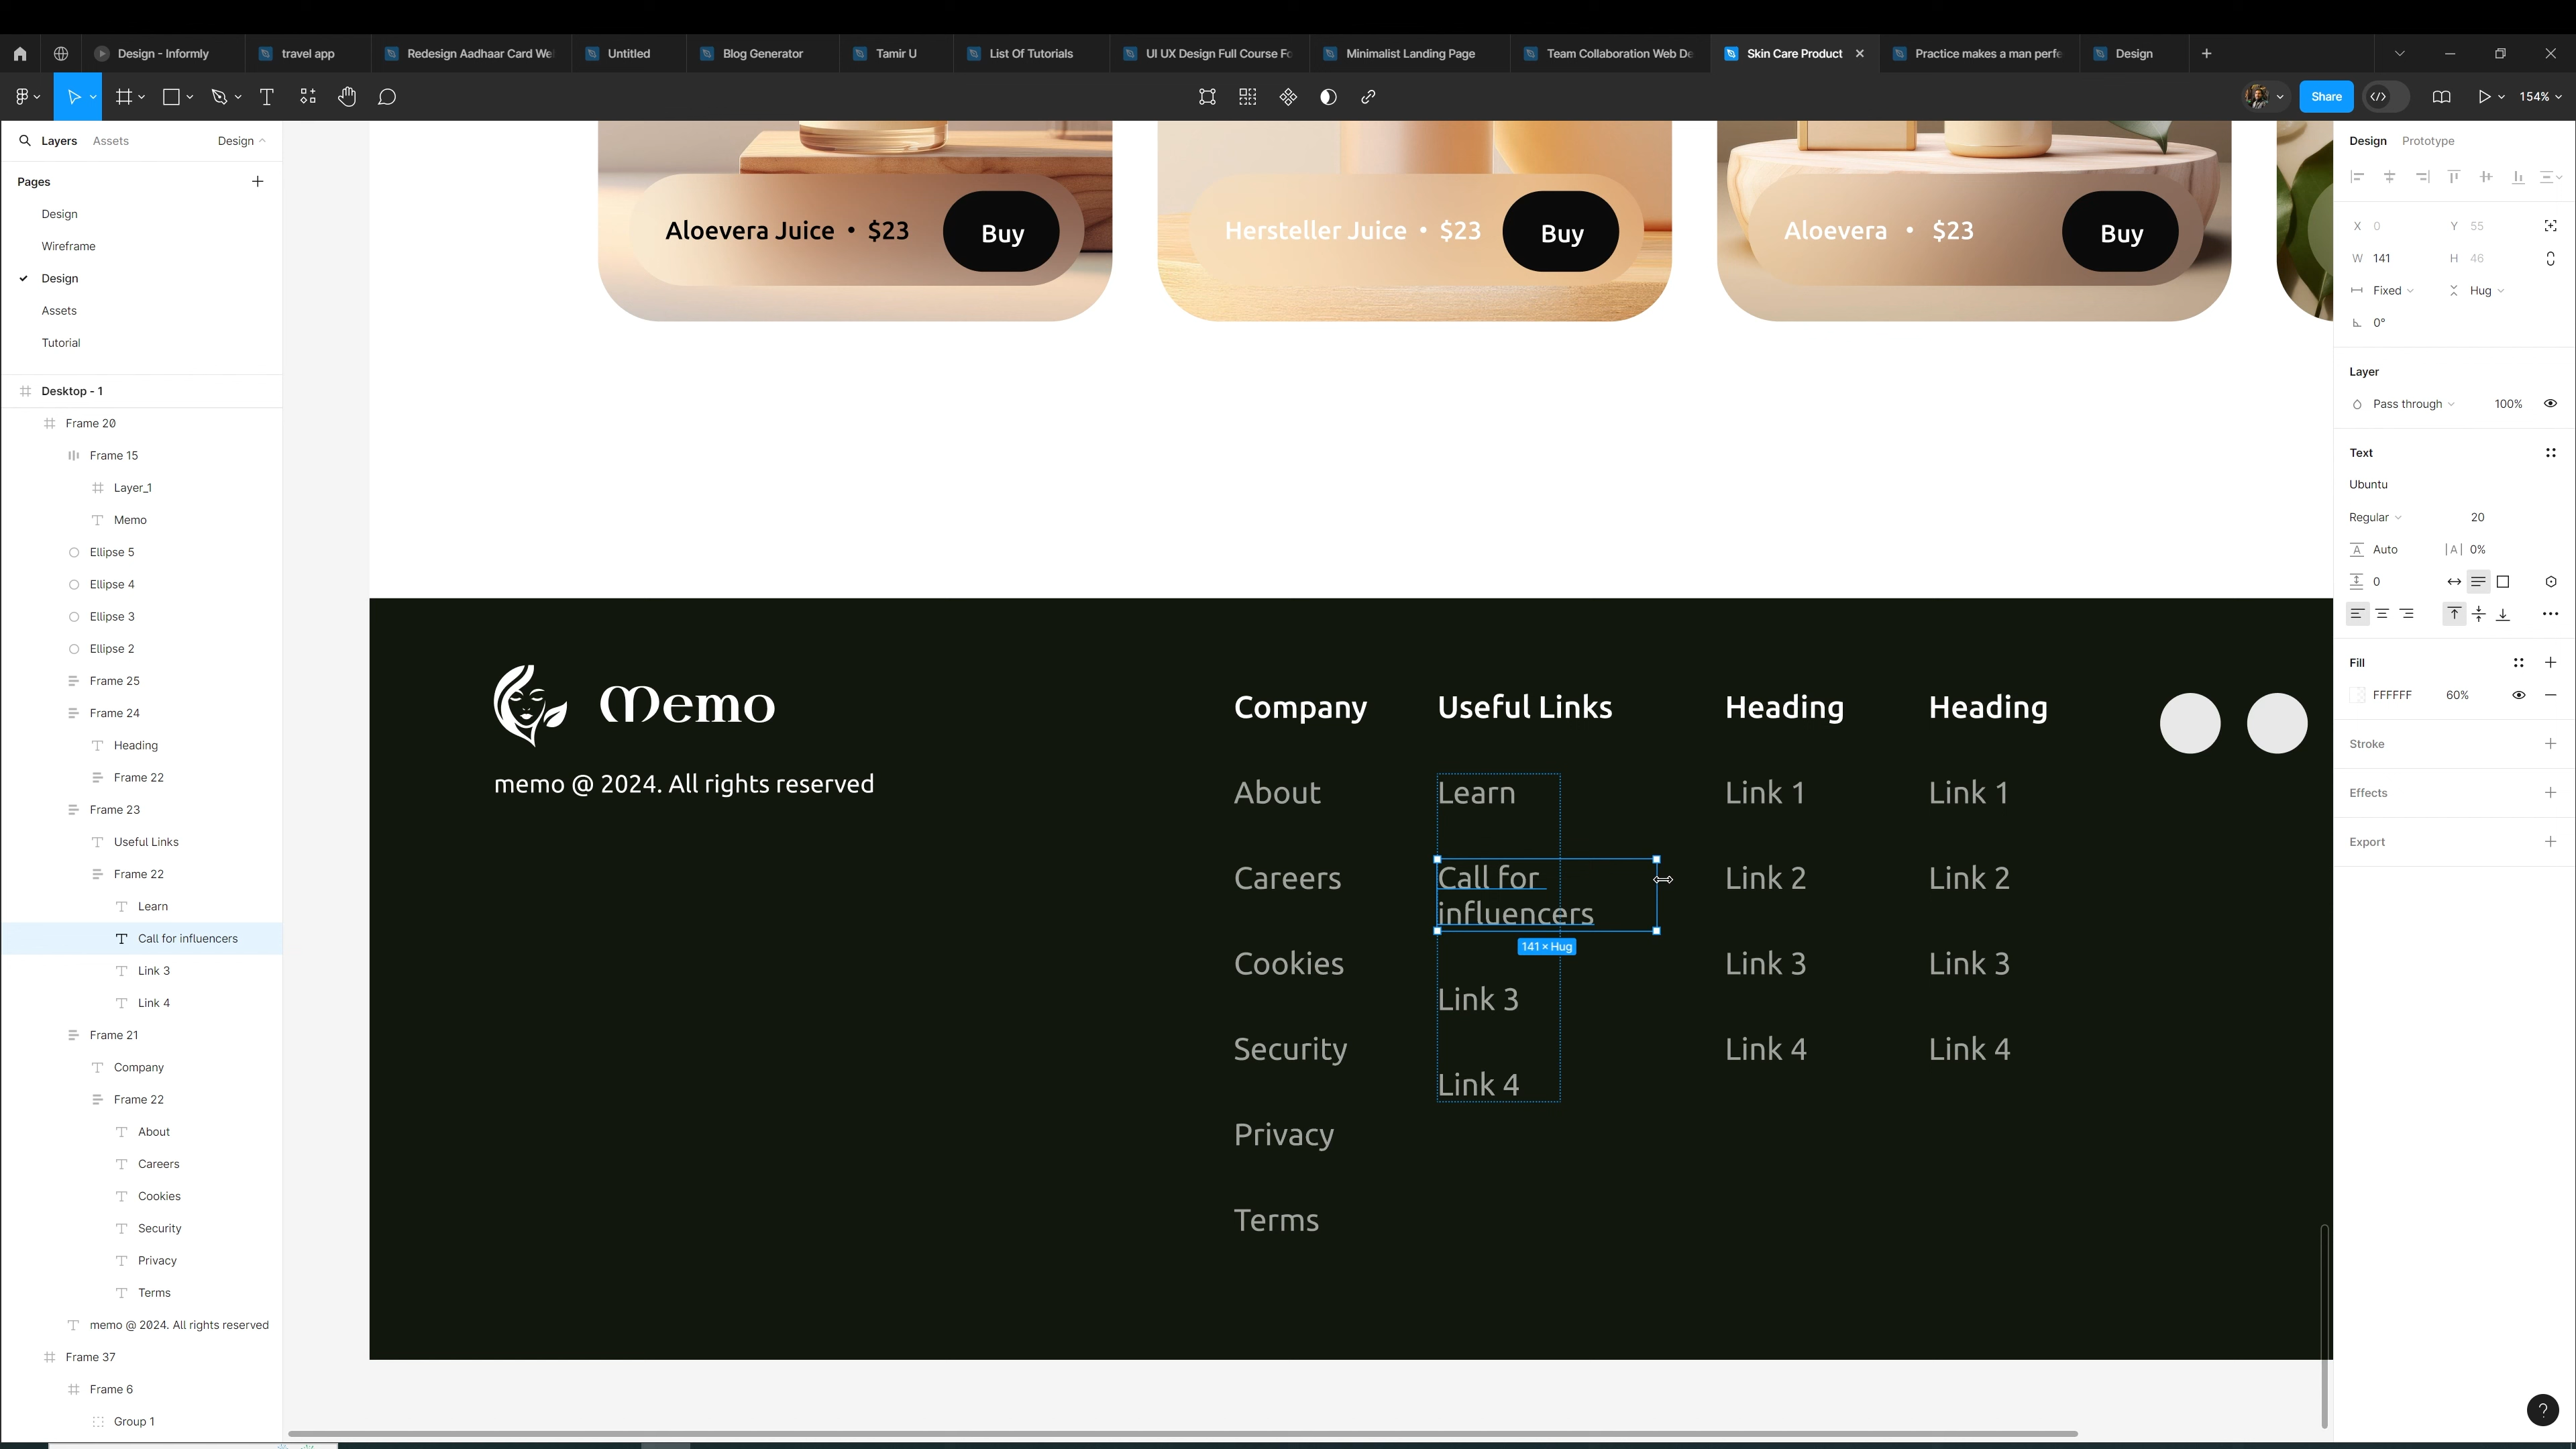 Design - Informly
travel app
Redesign Aadhaar Card We
Untitled
Blog Generator
Tamir U
List Of Tutorials
UI UX Design Full Course Fo
Minimalist Landing Page
Team Collaboration Web De
Skin Care Product
Practice makes a man perfe
Design
Share
154%
Layers
Assets
Design
Pages
Design
Wireframe
Design
Assets
Tutorial
Desktop - 1
Frame 20
Frame 15
Layer_1
Memo
Ellipse 5
Ellipse 4
Ellipse 3
Ellipse 2
Frame 25
Frame 24
Heading
Frame 22
Frame 23
Useful Links
Frame 22
Learn
Call for influencers
Link 3
Link 4
Frame 21
Company
Frame 22
About
Careers
Cookies
Security
Privacy
Terms
memo @ 2024. All rights reserved
Frame 37
Frame 6
Group 1
Aloevera Juice • $23
Buy
Hersteller Juice • $23
Buy
Aloevera • $23
Buy
Memo
memo @ 2024. All rights reserved
Company
About
Careers
Cookies
Security
Privacy
Terms
Useful Links
Learn
Call for
influencers
141 × Hug
Link 3
Link 4
Heading
Link 1
Link 2
Link 3
Link 4
Heading
Link 1
Link 2
Link 3
Link 4
Design
Prototype
X 0
Y 55
W 141
H 46
Fixed
Hug
0°
Layer
Pass through
100%
Text
Ubuntu
Regular
20
A Auto
|A| 0%
0
Fill
FFFFFF
60%
Stroke
Effects
Export
?